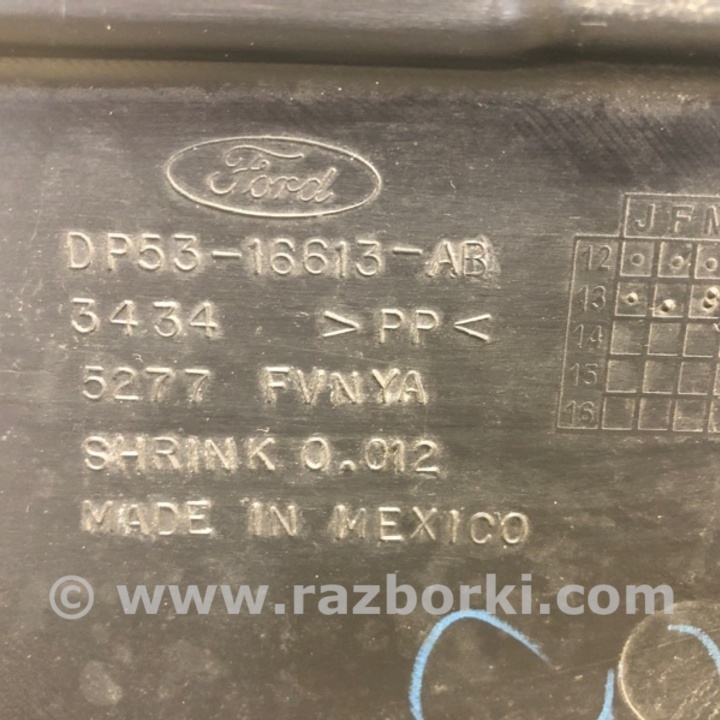 Ford
DP53-16613-AB
3434 >PP<
5277 FVNYA
SHRINK 0.012
MADE IN MEXICO
J F M
12
13
14
15
16
© www.razborki.com